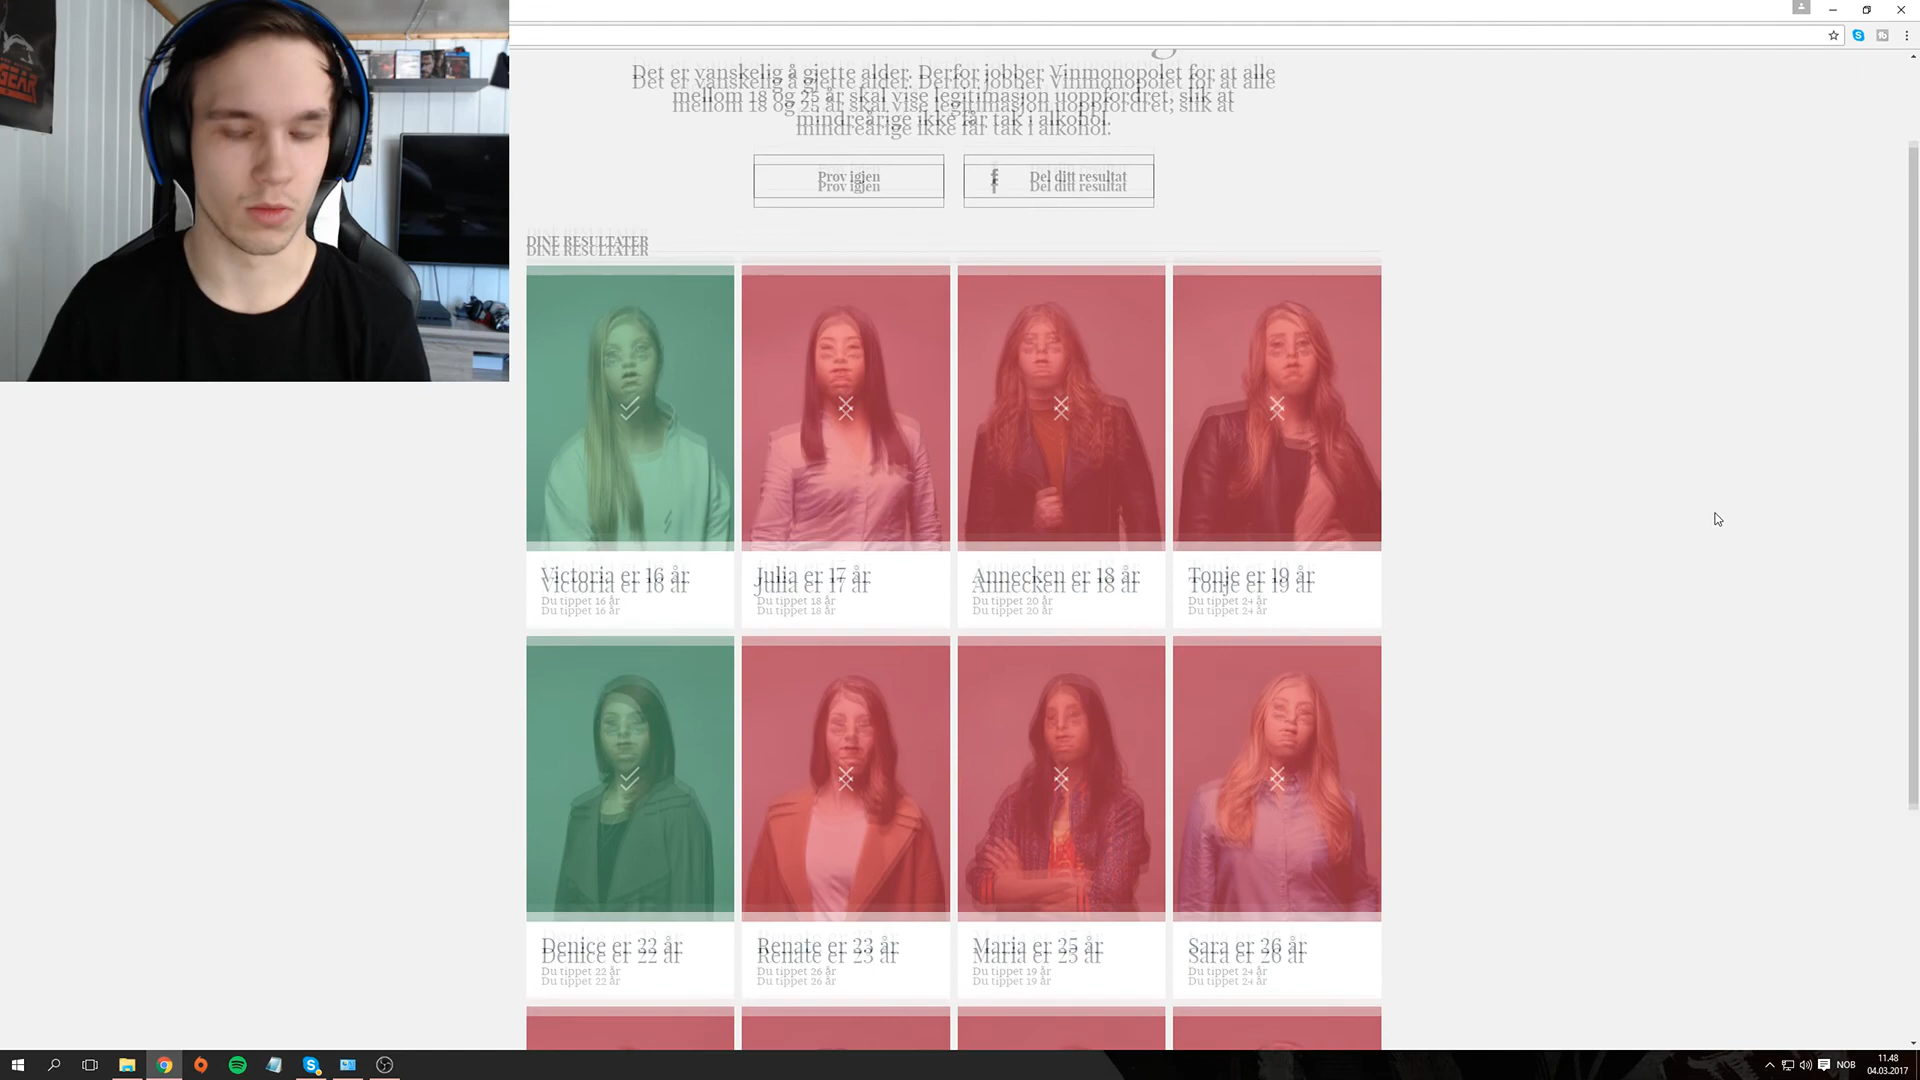 Det er vanskelig å gjette alder. Derfor jobber Vinmonopolet for at alle
mellom 18 og 25 år skal vise legitimasjon uoppfordret, slik at
mindreårige ikke får tak i alkohol.
Prøv igjen
f Del ditt resultat
DINE RESULTATER
Victoria er 16 år
Du tippet 16 år
Julia er 17 år
Du tippet 18 år
Annecken er 18 år
Du tippet 20 år
Tonje er 19 år
Du tippet 24 år
Denice er 22 år
Du tippet 22 år
Renate er 23 år
Du tippet 26 år
Maria er 25 år
Du tippet 19 år
Sara er 26 år
Du tippet 24 år
GEAR
NOB
11.48
04.03.2017